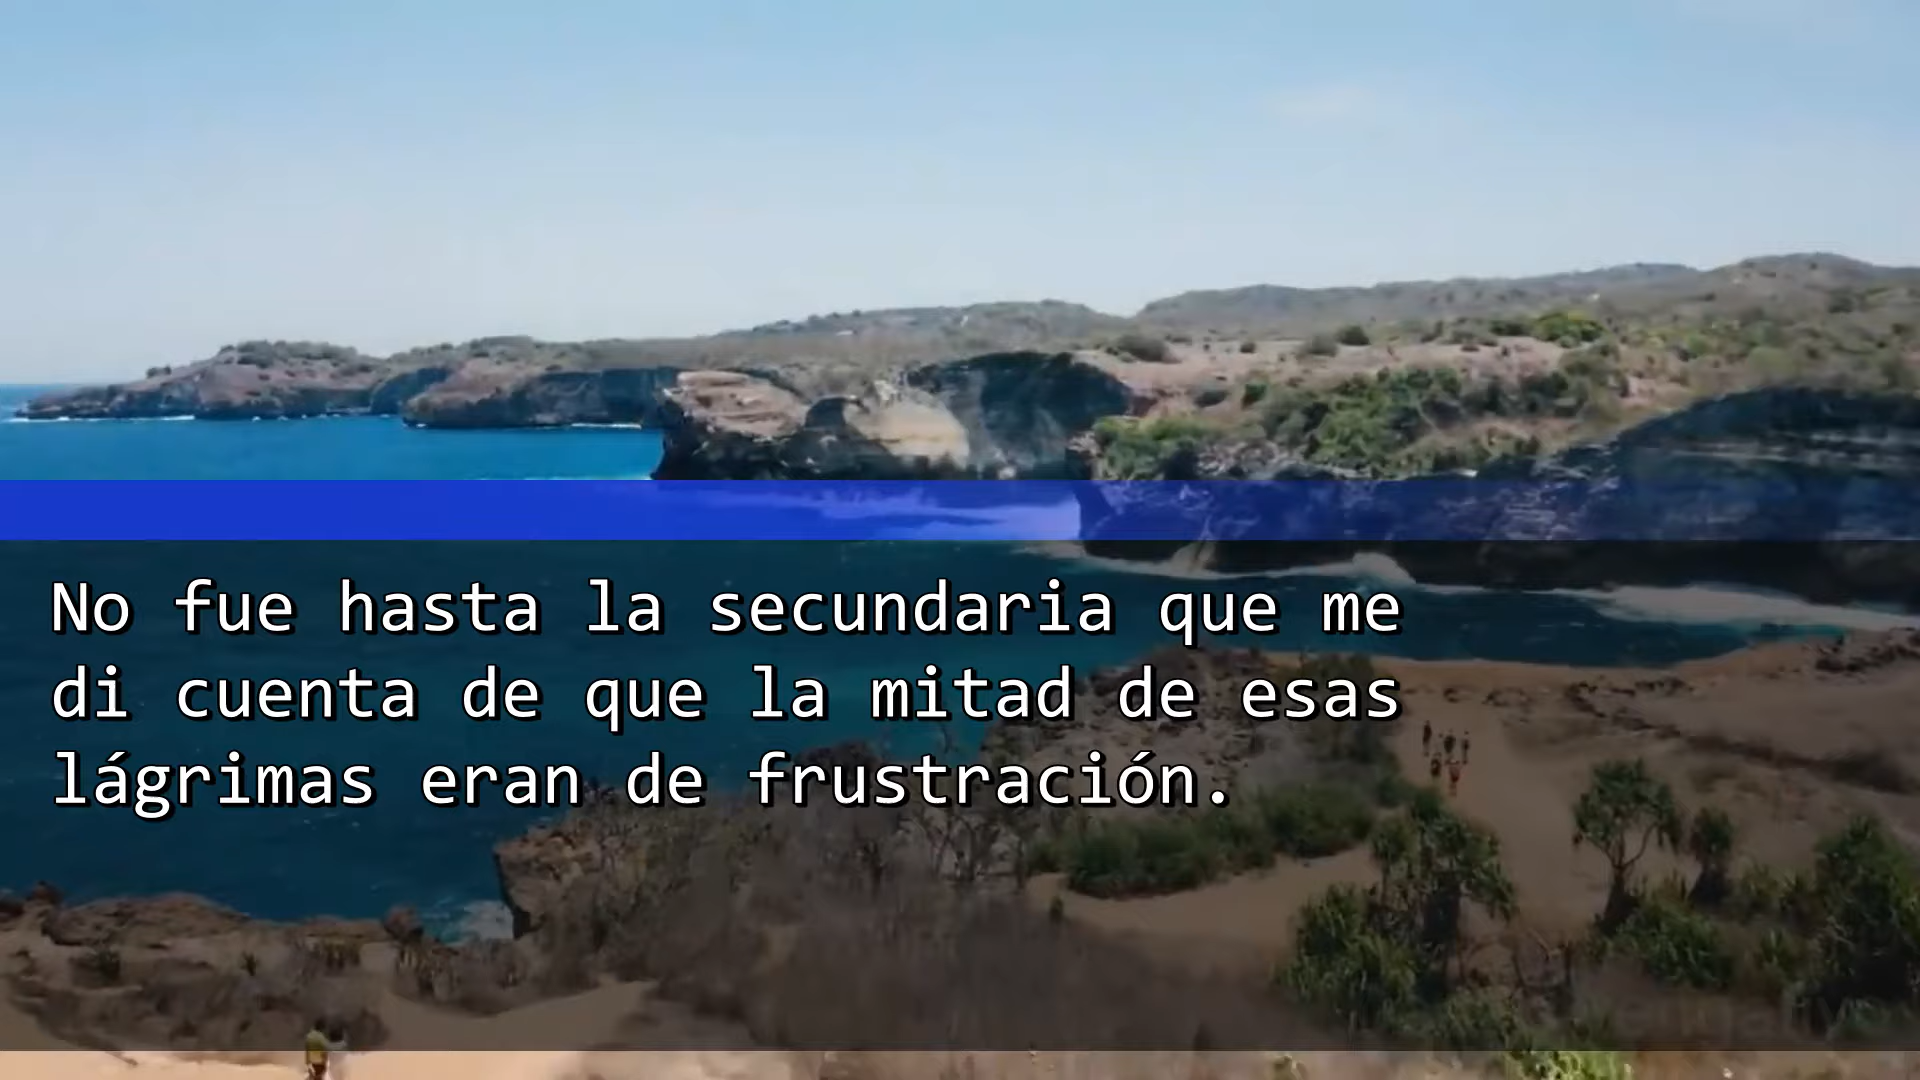 No fue hasta la secundaria que me
di cuenta de que la mitad de esas
lágrimas eran de frustración.